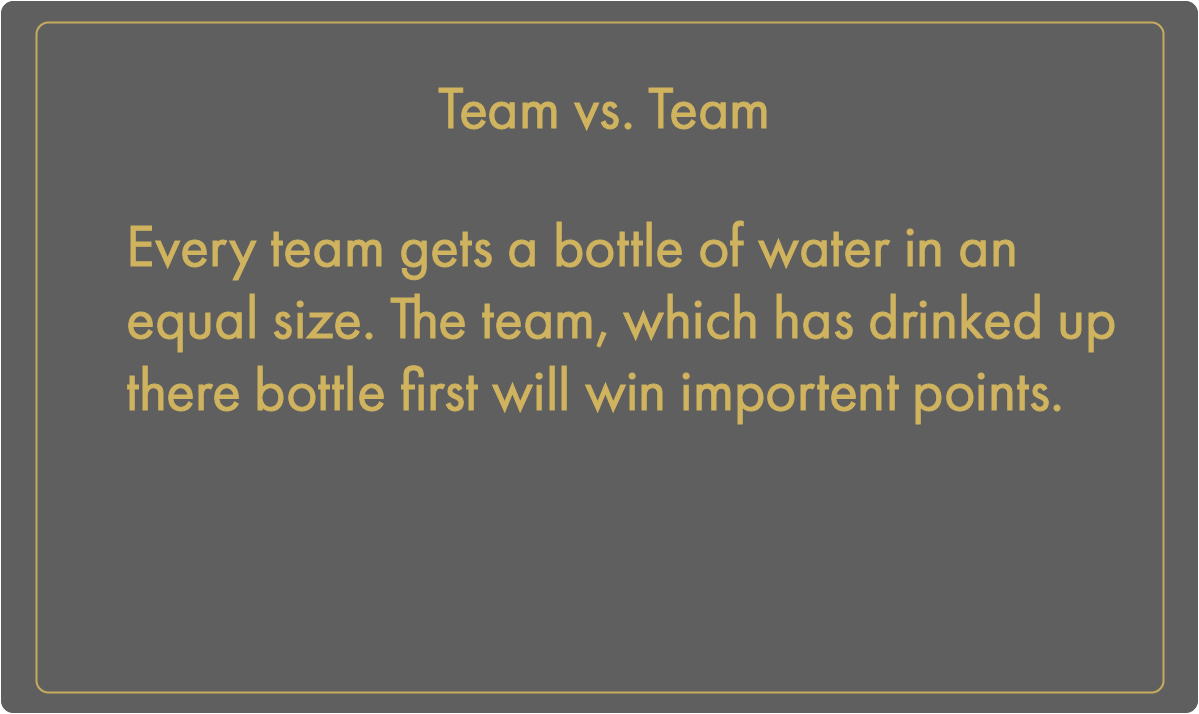 Team vs. Team
Every team gets a bottle of water in an
equal size. The team, which has drinked up
there bottle first will win importent points.